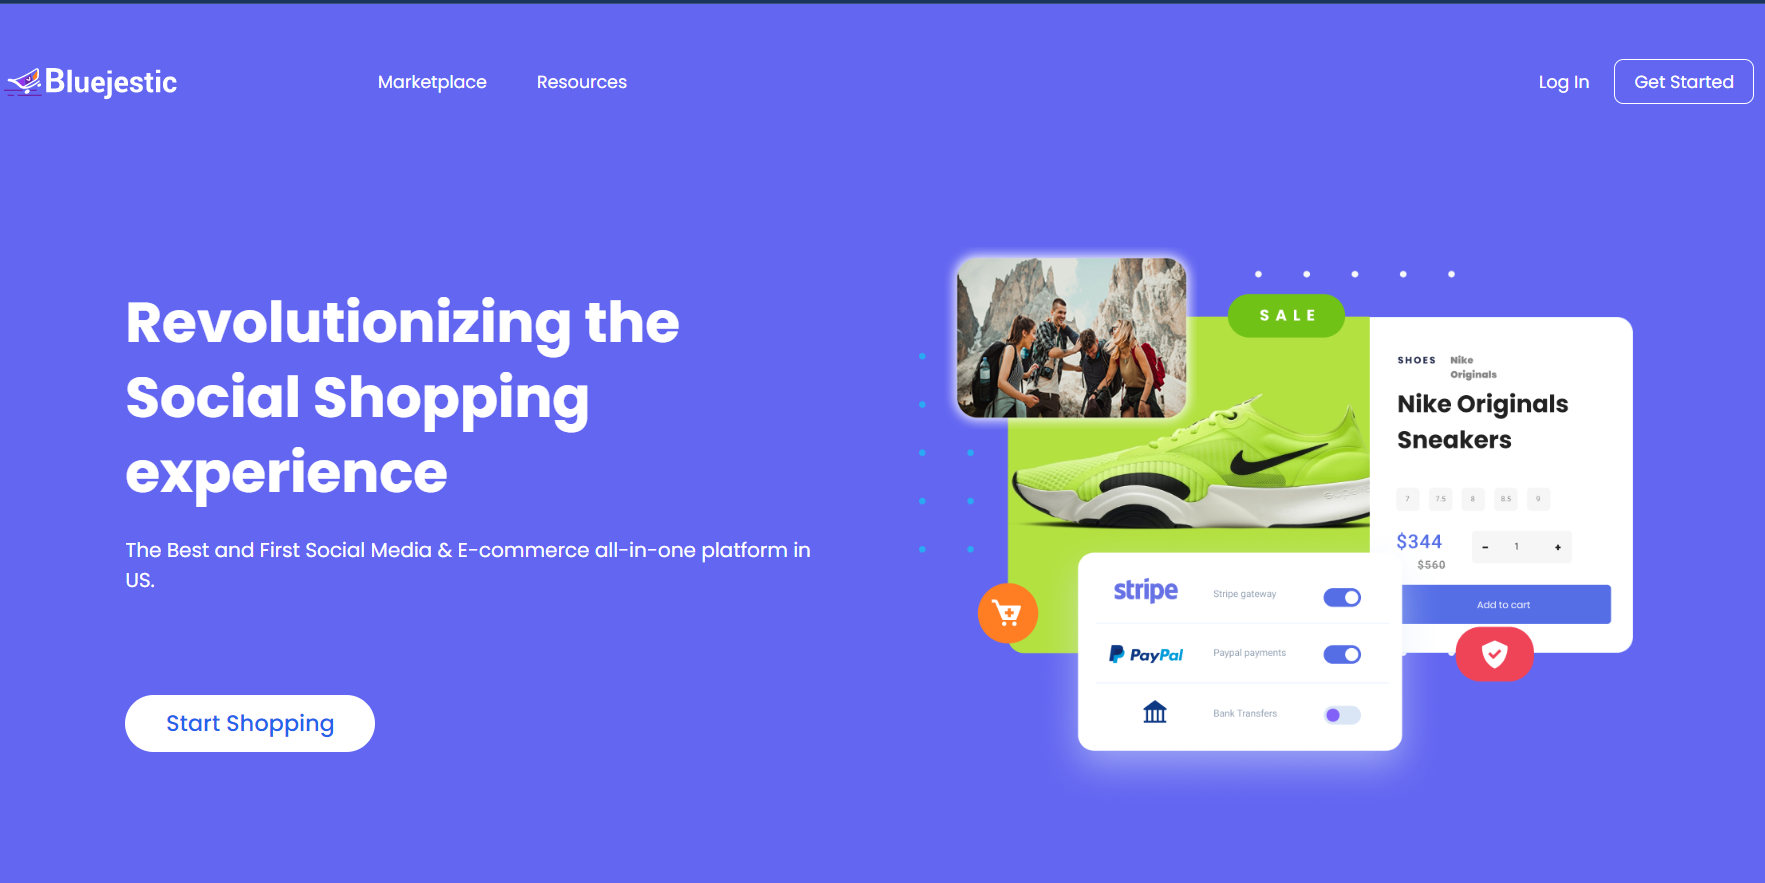 Bluejestic
Marketplace
Resources
Log In
Get Started
Revolutionizing the
Social Shopping
experience
The Best and First Social Media & E-commerce all-in-one platform in
US.
Start Shopping
SALE
SHOES
Nike
Originals
Nike Originals
Sneakers
7
7.5
8
8.5
9
$344
$560
-
1
+
Add to cart
stripe
Stripe gateway
PayPal
Paypal payments
Bank Transfers